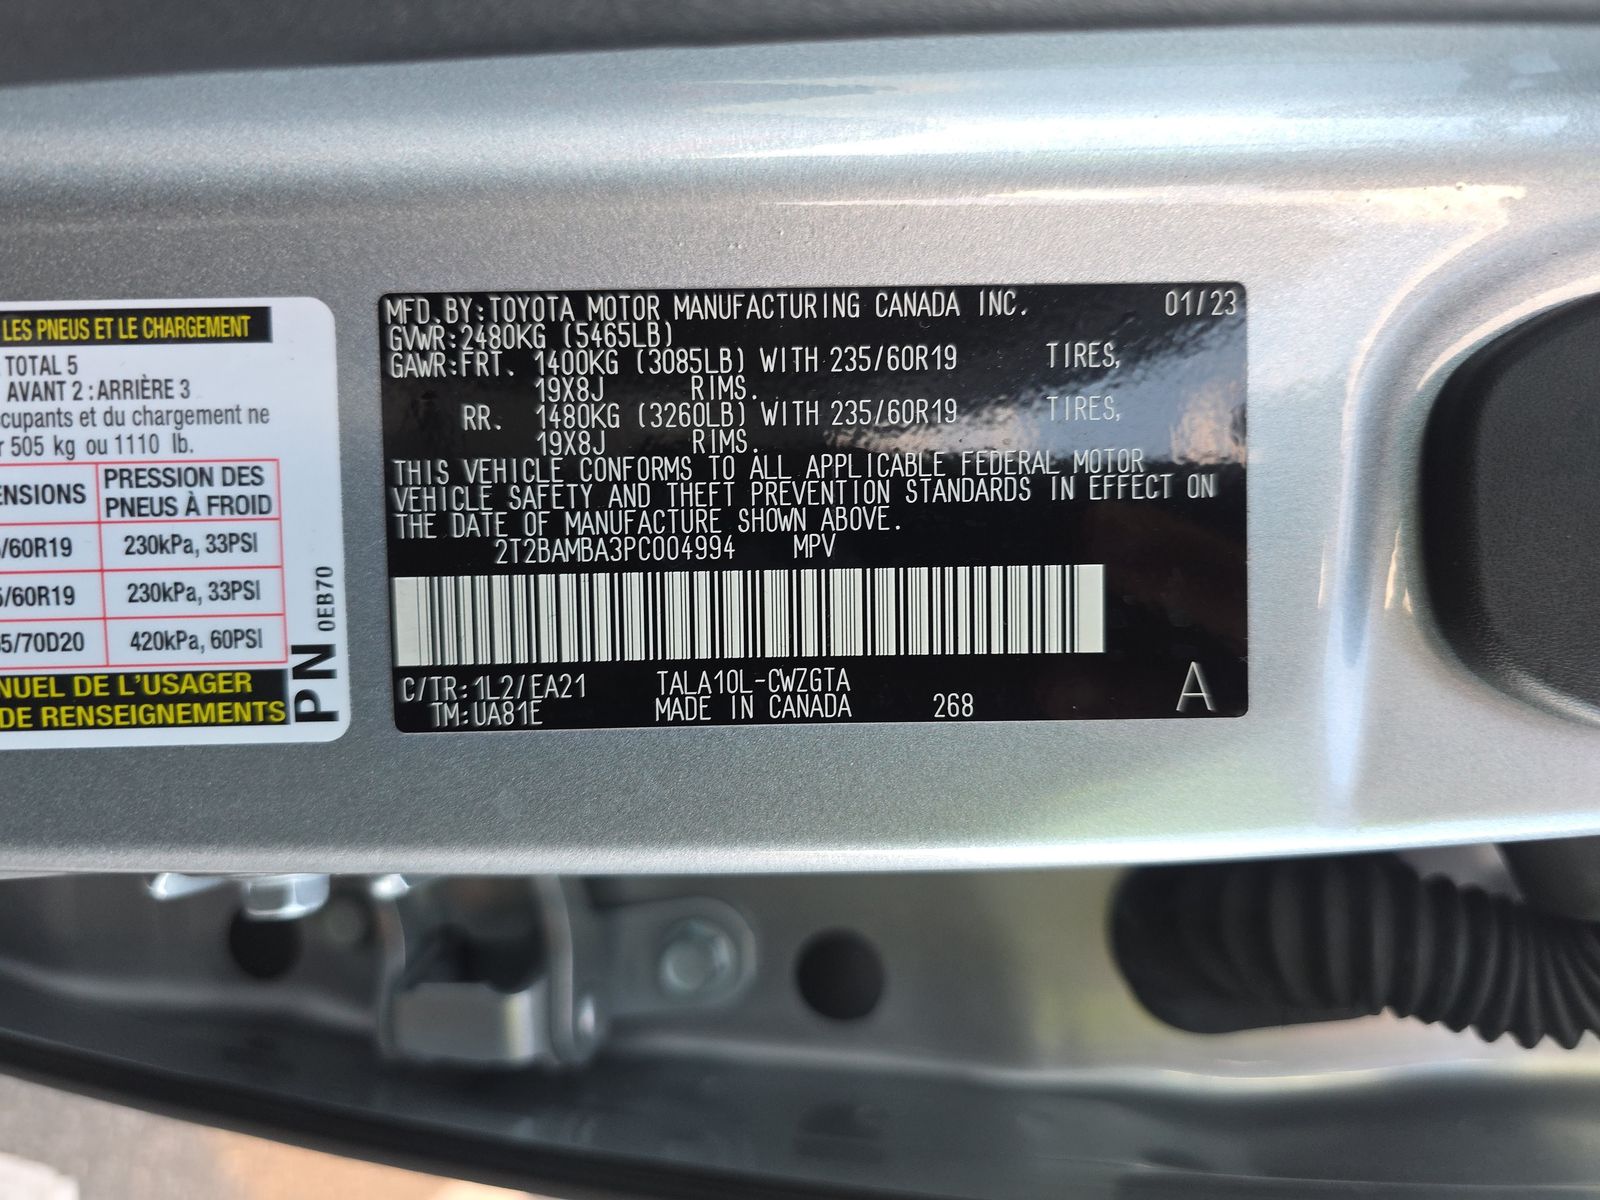 LES PNEUS ET LE CHARGEMENT
TOTAL 5
AVANT 2 : ARRIÈRE 3
et du chargement ne
505 kg ou 1110 lb.
PRESSION DES
PNEUS À FROID
/60R19 230kPa, 33PSI
/60R19 230kPa, 33PSI
5/70D20 420kPa, 60PSI
DE L'USAGER
DE RENSEIGNEMENTS
PN 0EB70
MFD.BY:TOYOTA MOTOR MANUFACTURING CANADA INC. 01/23
GVWR:2480KG (5465LB)
GAWR:FRT. 1400KG (3085LB) WITH 235/60R19 TIRES,
19X8J RIMS.
RR. 1480KG (3260LB) WITH 235/60R19 TIRES,
19X8J RIMS.
THIS VEHICLE CONFORMS TO ALL APPLICABLE FEDERAL MOTOR
VEHICLE SAFETY AND THEFT PREVENTION STANDARDS IN EFFECT ON
THE DATE OF MANUFACTURE SHOWN ABOVE.
2T2BAMBA3PC004994 MPV
C/TR:1L2/EA21 TALA10L-CWZGTA
TM:UA81E MADE IN CANADA 268 A